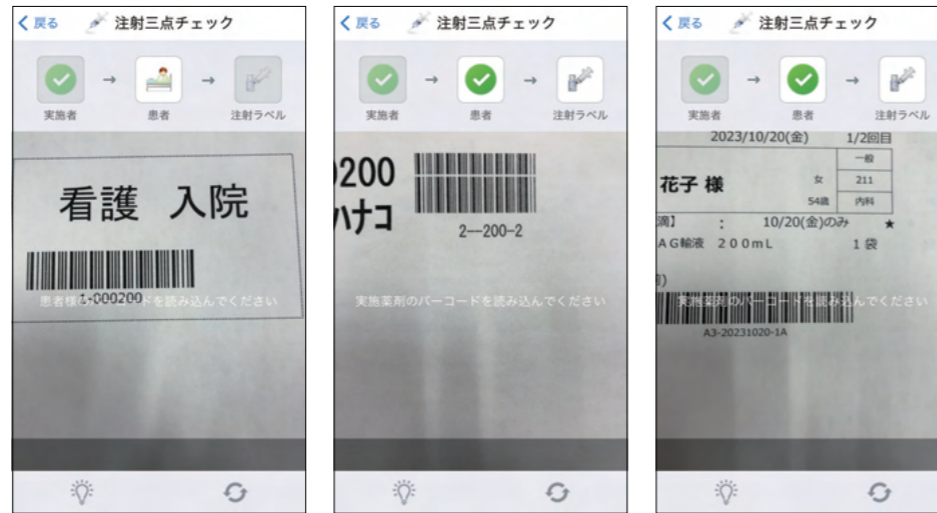 戻る
注射三点チェック
実施者
→
患者
→
注射ラベル
看護 入院
1-000200
患者様のバーコードを読み込んでください
戻る
注射三点チェック
実施者
→
患者
→
注射ラベル
0200
ハナコ
2--200-2
実施薬剤のバーコードを読み込んでください
戻る
注射三点チェック
実施者
→
患者
→
注射ラベル
2023/10/20(金) 1/2回目
一般
花子 様 女 211
54歳 内科
滴】 : 10/20(金)のみ ★
AG輸液 200mL 1袋
実施薬剤のバーコードを読み込んでください
A3-20231020-1A